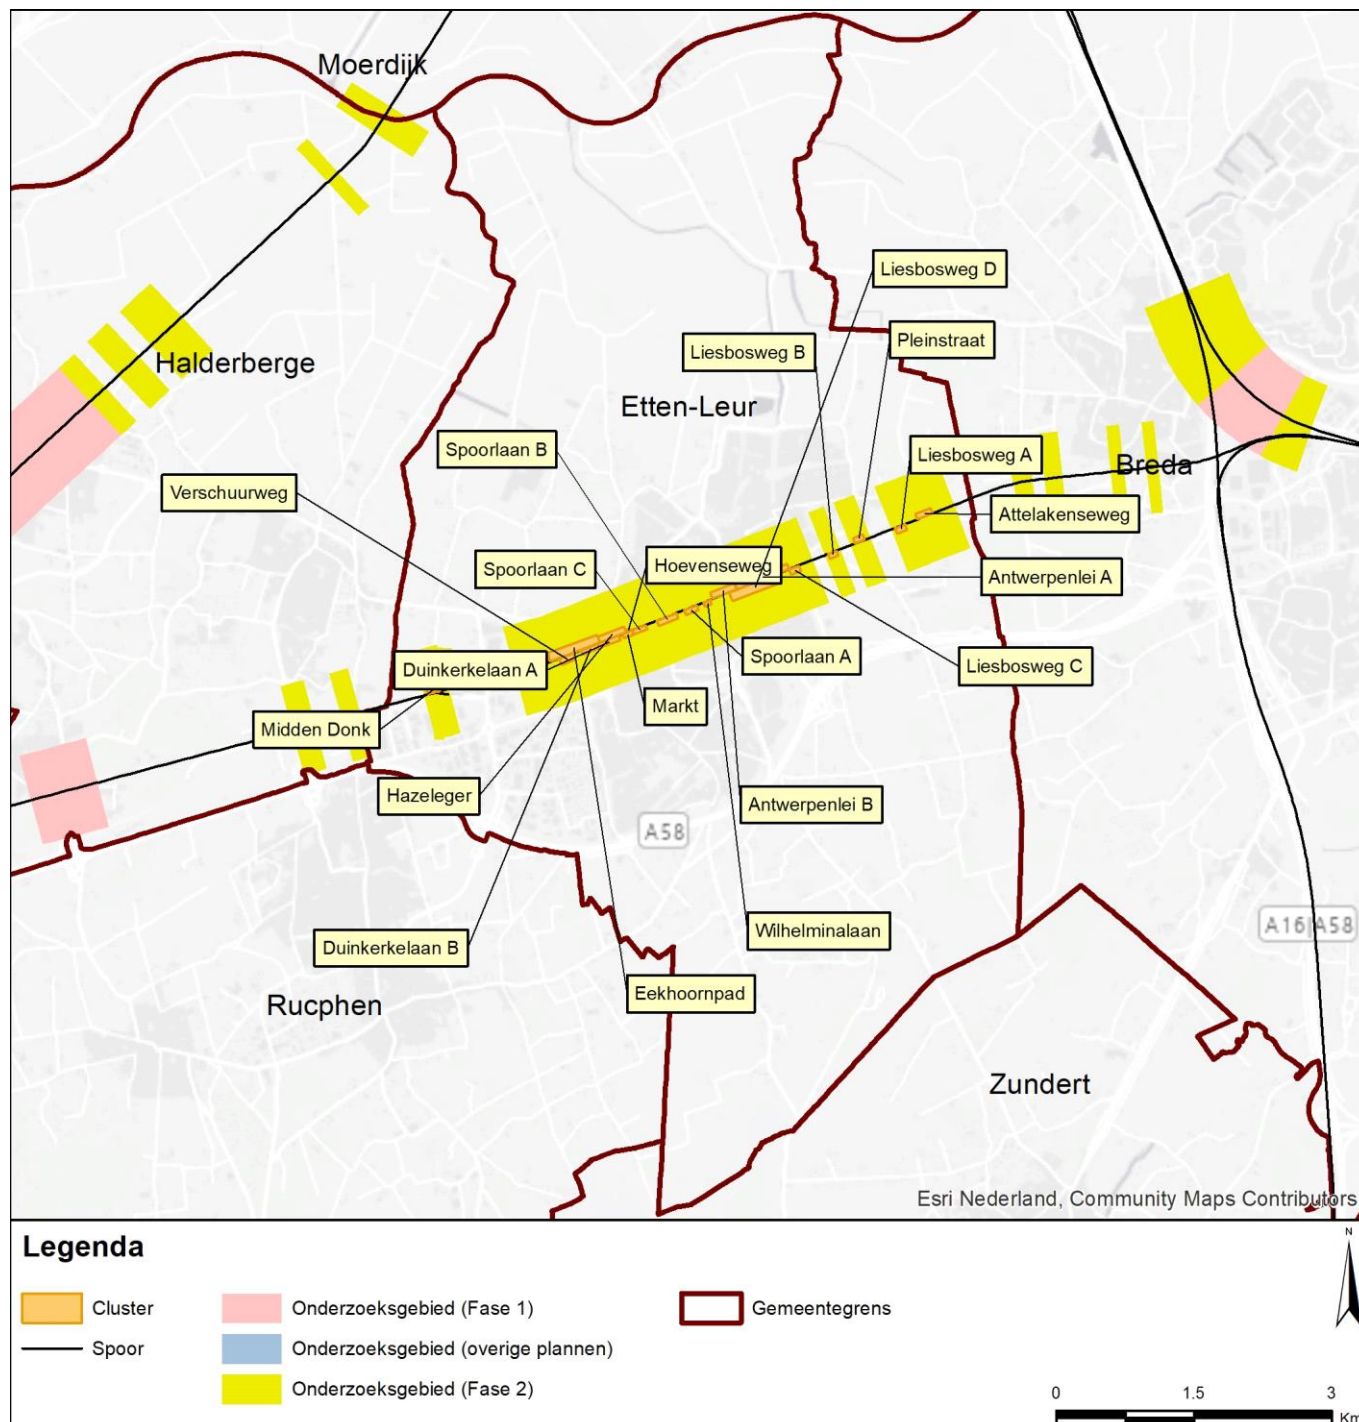 Moerdijk
Liesbosweg D
Pleinstraat
Liesbosweg B
Halderberge
Etten-Leur
Spoorlaan B
Liesbosweg A
Breda
Verschuurweg
Attelakenseweg
Hoevenseweg
Spoorlaan C
Antwerpenlei A
Spoorlaan A
Liesbosweg C
Duinkerkelaan A
Markt
Midden Donk
Hazeleger
Antwerpenlei B
A58
A16|A58
Wilhelminalaan
Duinkerkelaan B
Eekhoornpad
Rucphen
Zundert
Esri Nederland, Community Maps Contributors
Legenda
N
Cluster
Onderzoeksgebied (Fase 1)
Gemeentegrens
Spoor
Onderzoeksgebied (overige plannen)
Onderzoeksgebied (Fase 2)
0 1.5 3
Km